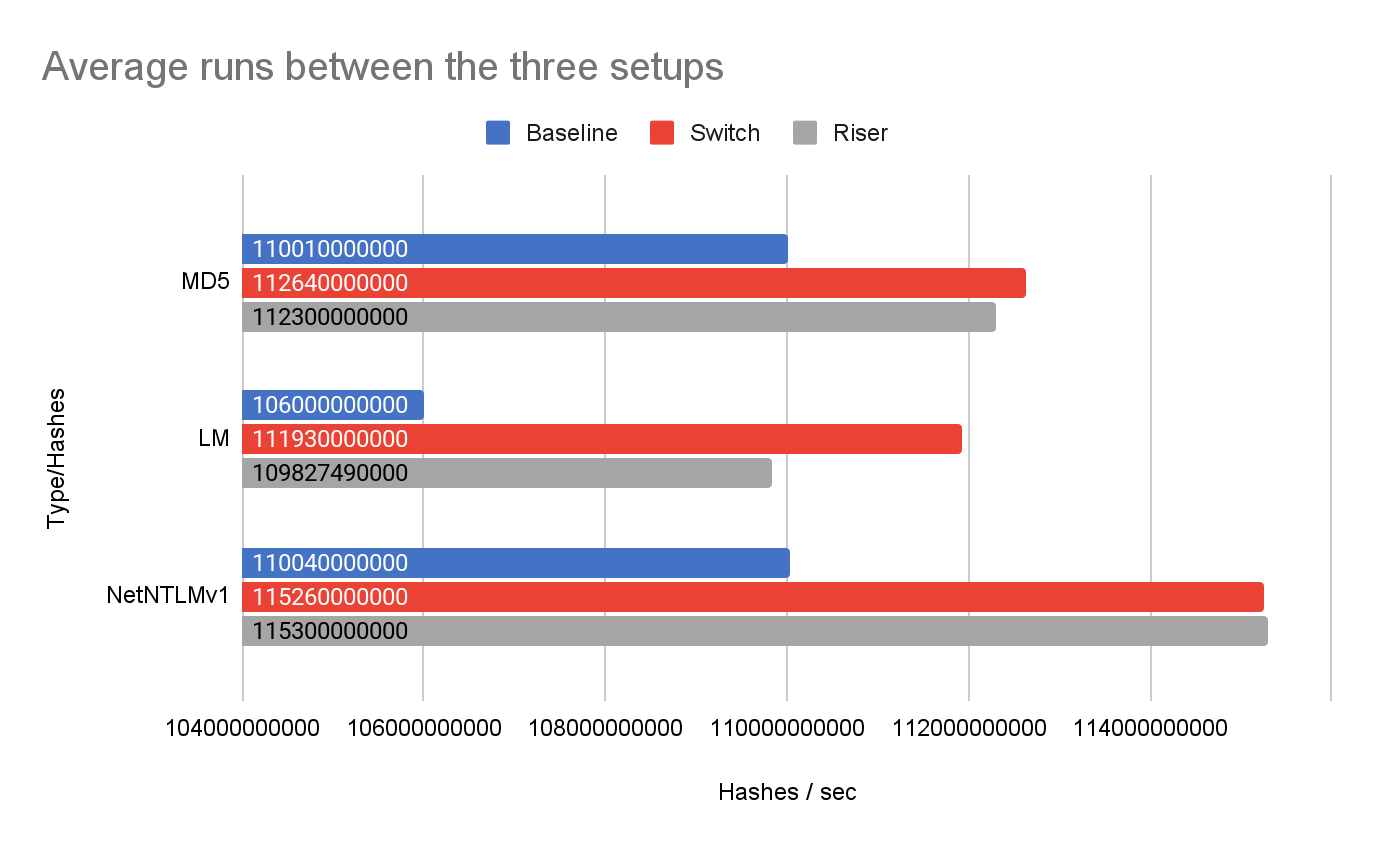 Average runs between the three setups
Baseline Switch Riser
110010000000
MD5
112640000000
112300000000
106000000000
LM
111930000000
109827490000
Type/Hashes
110040000000
NetNTLMv1
115260000000
115300000000
104000000000 106000000000 108000000000 110000000000 112000000000 114000000000
Hashes / sec